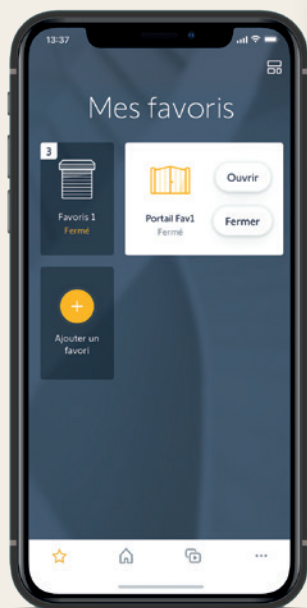 13:37
Mes favoris
3
Favoris 1
Fermé
Portail Fav1
Fermé
Ouvrir
Fermer
Ajouter un
favori